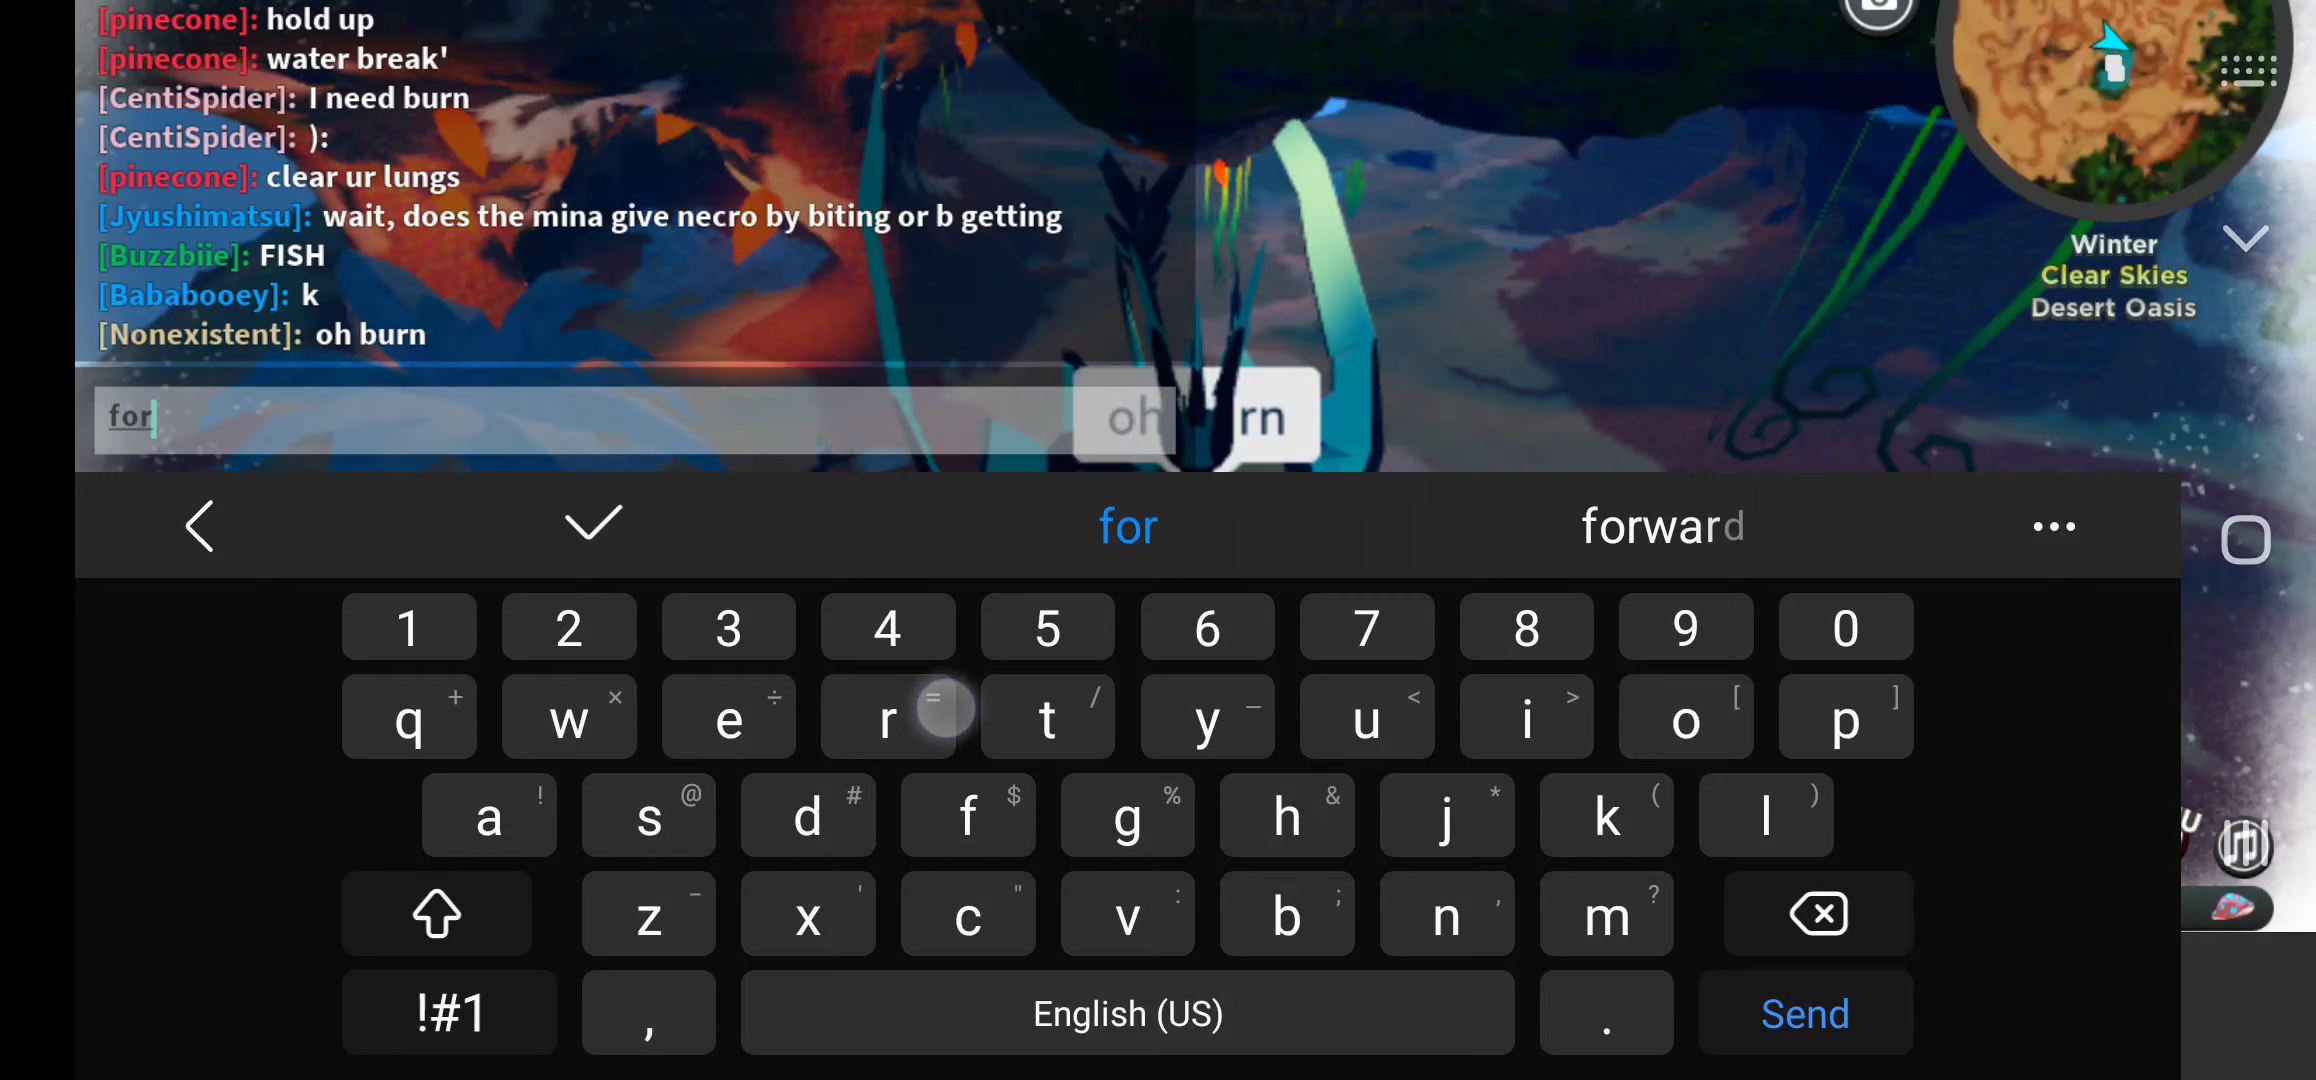 [pinecone]: hold up
[pinecone]: water break'
[CentiSpider]: I need burn
[CentiSpider]: ):
[pinecone]: clear ur lungs
[Jyushimatsu]: wait, does the mina give necro by biting or b getting
[Buzzbiie]: FISH
[Bababooey]: k
[Nonexistent]: oh burn
Winter
Clear Skies
Desert Oasis
for
oh rn
for
forward
1 2 3 4 5 6 7 8 9 0
q + w × e ÷ r = t / y _ u < i > o [ p ]
a ! s @ d # f $ g % h & j * k ( l )
z - x ' c " v : b ; n , m ?
!#1 , English (US) . Send